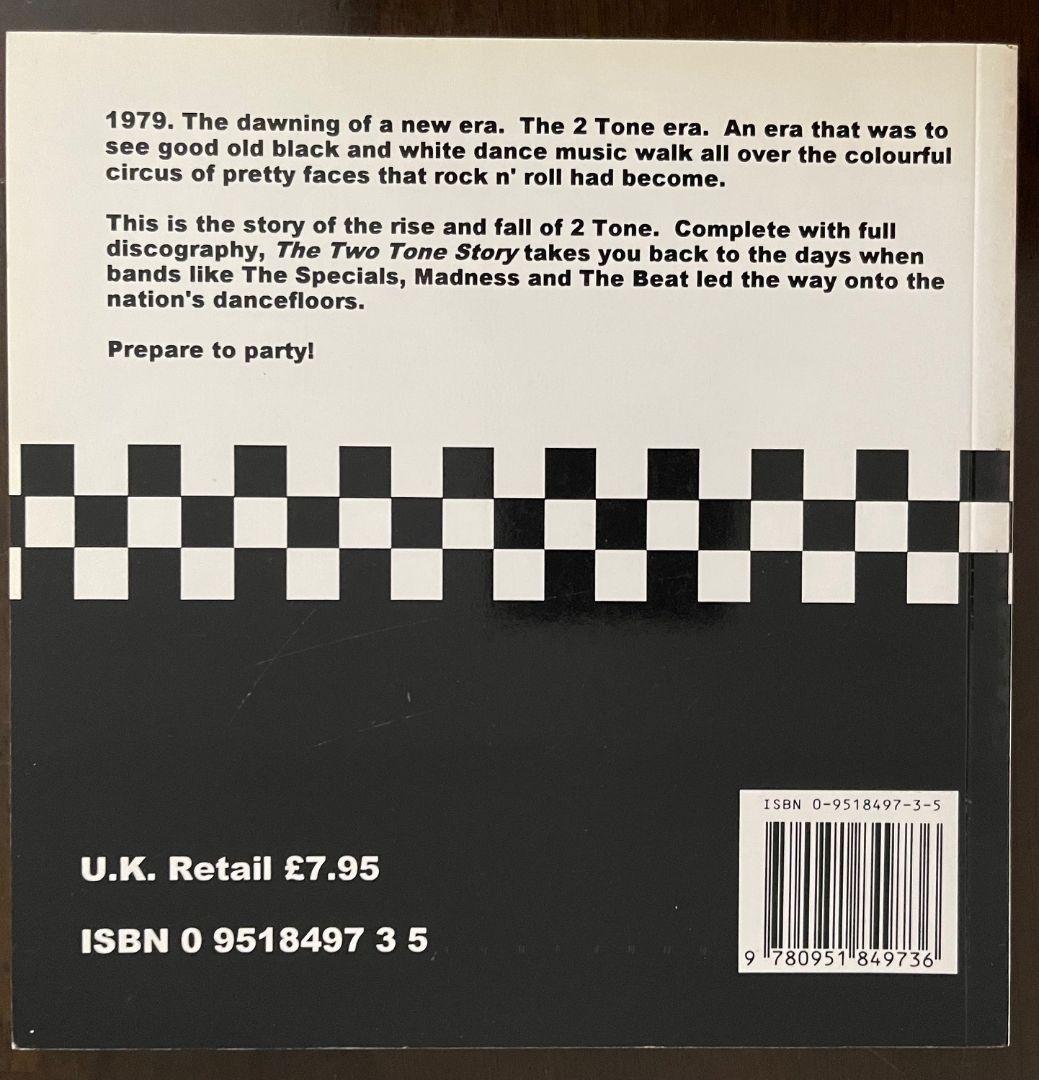 1979. The dawning of a new era. The 2 Tone era. An era that was to
see good old black and white dance music walk all over the colourful
circus of pretty faces that rock n' roll had become.
This is the story of the rise and fall of 2 Tone. Complete with full
discography, The Two Tone Story takes you back to the days when
bands like The Specials, Madness and The Beat led the way onto the
nation's dancefloors.
Prepare to party!
U.K. Retail £7.95
ISBN 0 9518497 3 5
ISBN 0-9518497-3-5
9 780951 849736